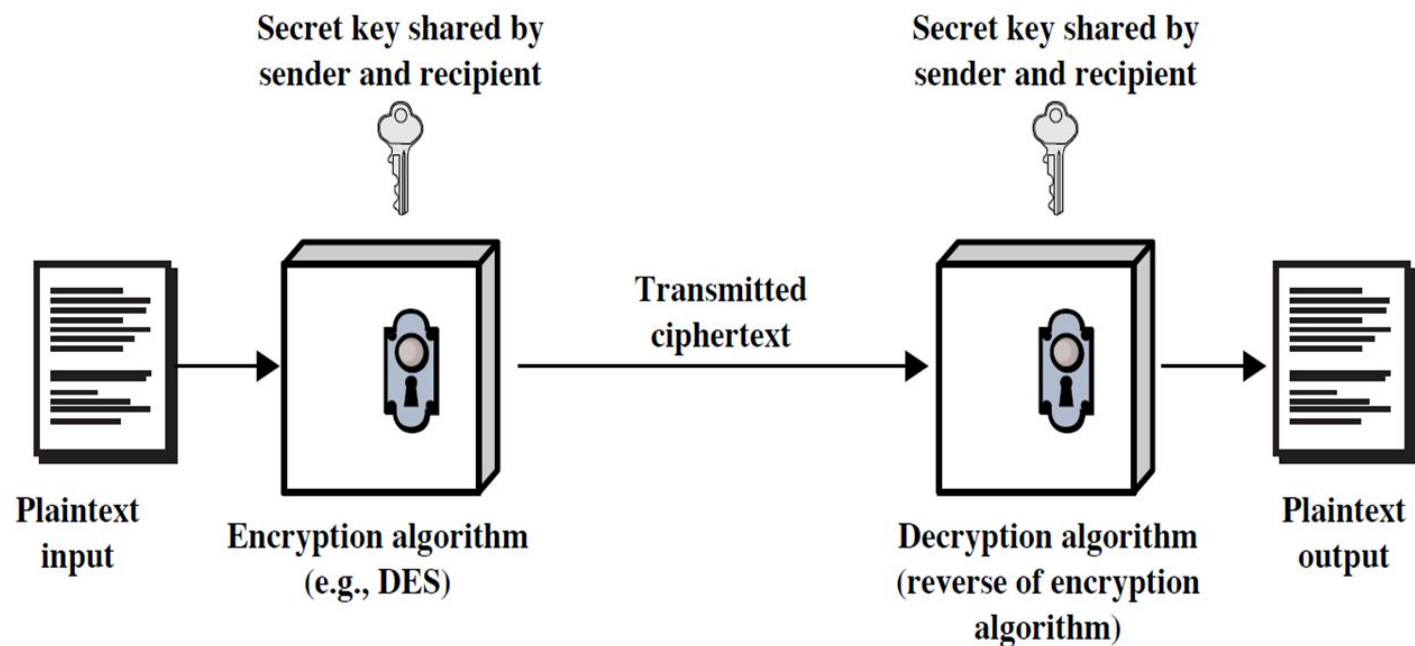 Secret key shared by
sender and recipient
Secret key shared by
sender and recipient
Transmitted
ciphertext
Plaintext
input
Encryption algorithm
(e.g., DES)
Decryption algorithm
(reverse of encryption
algorithm)
Plaintext
output